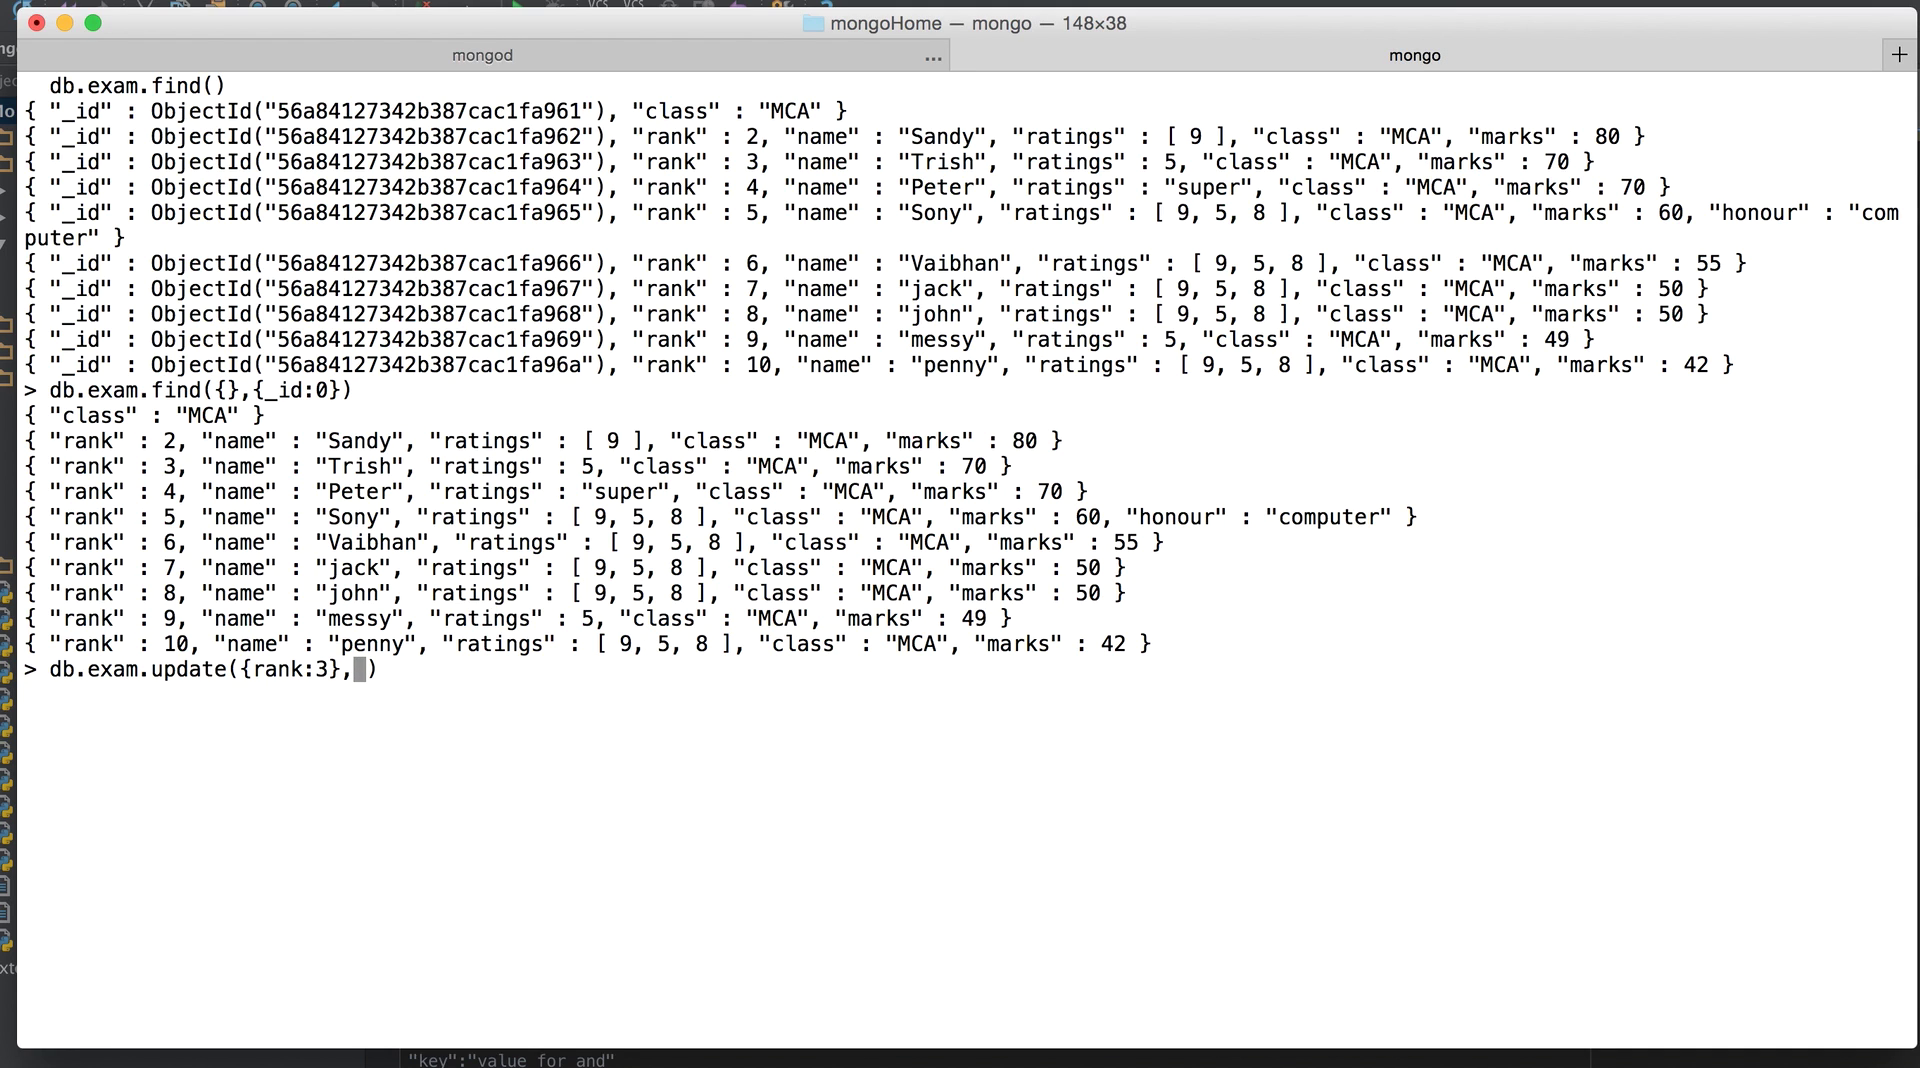 mongoHome — mongo — 148×38
mongod ... mongo +
db.exam.find()
{ "_id" : ObjectId("56a84127342b387cac1fa961"), "class" : "MCA" }
{ "_id" : ObjectId("56a84127342b387cac1fa962"), "rank" : 2, "name" : "Sandy", "ratings" : [ 9 ], "class" : "MCA", "marks" : 80 }
{ "_id" : ObjectId("56a84127342b387cac1fa963"), "rank" : 3, "name" : "Trish", "ratings" : 5, "class" : "MCA", "marks" : 70 }
{ "_id" : ObjectId("56a84127342b387cac1fa964"), "rank" : 4, "name" : "Peter", "ratings" : "super", "class" : "MCA", "marks" : 70 }
{ "_id" : ObjectId("56a84127342b387cac1fa965"), "rank" : 5, "name" : "Sony", "ratings" : [ 9, 5, 8 ], "class" : "MCA", "marks" : 60, "honour" : "com
puter" }
{ "_id" : ObjectId("56a84127342b387cac1fa966"), "rank" : 6, "name" : "Vaibhan", "ratings" : [ 9, 5, 8 ], "class" : "MCA", "marks" : 55 }
{ "_id" : ObjectId("56a84127342b387cac1fa967"), "rank" : 7, "name" : "jack", "ratings" : [ 9, 5, 8 ], "class" : "MCA", "marks" : 50 }
{ "_id" : ObjectId("56a84127342b387cac1fa968"), "rank" : 8, "name" : "john", "ratings" : [ 9, 5, 8 ], "class" : "MCA", "marks" : 50 }
{ "_id" : ObjectId("56a84127342b387cac1fa969"), "rank" : 9, "name" : "messy", "ratings" : 5, "class" : "MCA", "marks" : 49 }
{ "_id" : ObjectId("56a84127342b387cac1fa96a"), "rank" : 10, "name" : "penny", "ratings" : [ 9, 5, 8 ], "class" : "MCA", "marks" : 42 }
> db.exam.find({},{_id:0})
{ "class" : "MCA" }
{ "rank" : 2, "name" : "Sandy", "ratings" : [ 9 ], "class" : "MCA", "marks" : 80 }
{ "rank" : 3, "name" : "Trish", "ratings" : 5, "class" : "MCA", "marks" : 70 }
{ "rank" : 4, "name" : "Peter", "ratings" : "super", "class" : "MCA", "marks" : 70 }
{ "rank" : 5, "name" : "Sony", "ratings" : [ 9, 5, 8 ], "class" : "MCA", "marks" : 60, "honour" : "computer" }
{ "rank" : 6, "name" : "Vaibhan", "ratings" : [ 9, 5, 8 ], "class" : "MCA", "marks" : 55 }
{ "rank" : 7, "name" : "jack", "ratings" : [ 9, 5, 8 ], "class" : "MCA", "marks" : 50 }
{ "rank" : 8, "name" : "john", "ratings" : [ 9, 5, 8 ], "class" : "MCA", "marks" : 50 }
{ "rank" : 9, "name" : "messy", "ratings" : 5, "class" : "MCA", "marks" : 49 }
{ "rank" : 10, "name" : "penny", "ratings" : [ 9, 5, 8 ], "class" : "MCA", "marks" : 42 }
> db.exam.update({rank:3}, )
"key":"value for and"